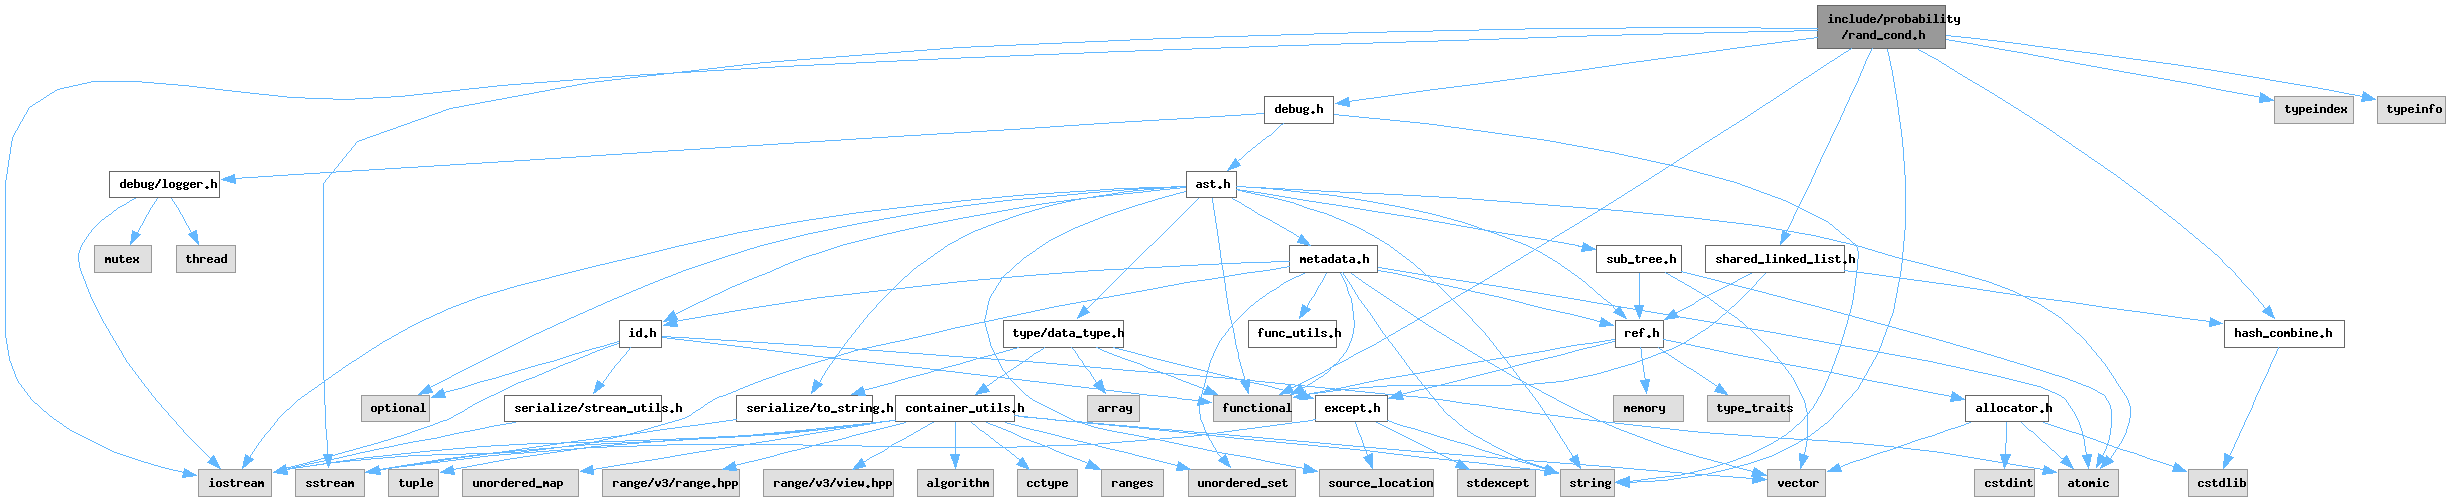 include/probability
/rand_cond.h
debug.h
typeindex
typeinfo
debug/logger.h
ast.h
mutex
thread
metadata.h
sub_tree.h
shared_linked_list.h
id.h
type/data_type.h
func_utils.h
ref.h
hash_combine.h
optional
serialize/stream_utils.h
serialize/to_string.h
container_utils.h
array
functional
except.h
memory
type_traits
allocator.h
iostream
sstream
tuple
unordered_map
range/v3/range.hpp
range/v3/view.hpp
algorithm
cctype
ranges
unordered_set
source_location
stdexcept
string
vector
cstdint
atomic
cstdlib